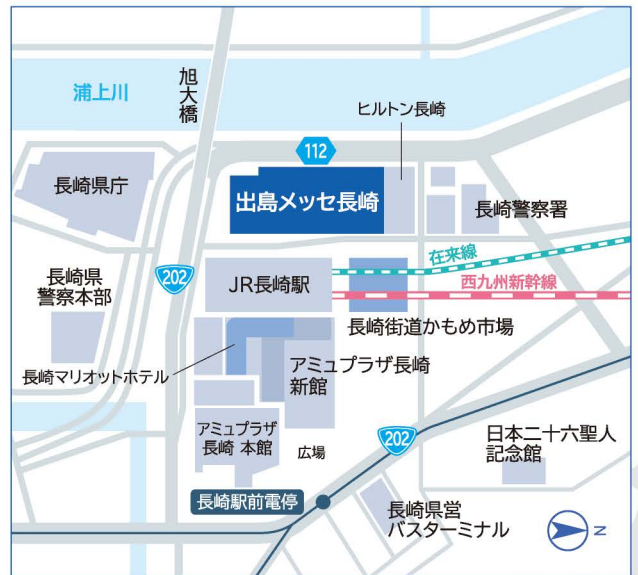 浦上川
旭大橋
ヒルトン長崎
112
長崎県庁
出島メッセ長崎
長崎警察署
在来線
長崎県
警察本部
202
JR長崎駅
西九州新幹線
長崎街道かもめ市場
長崎マリオットホテル
アミュプラザ長崎
新館
アミュプラザ
長崎 本館
広場
202
日本二十六聖人
記念館
長崎駅前電停
長崎県営
バスターミナル
N